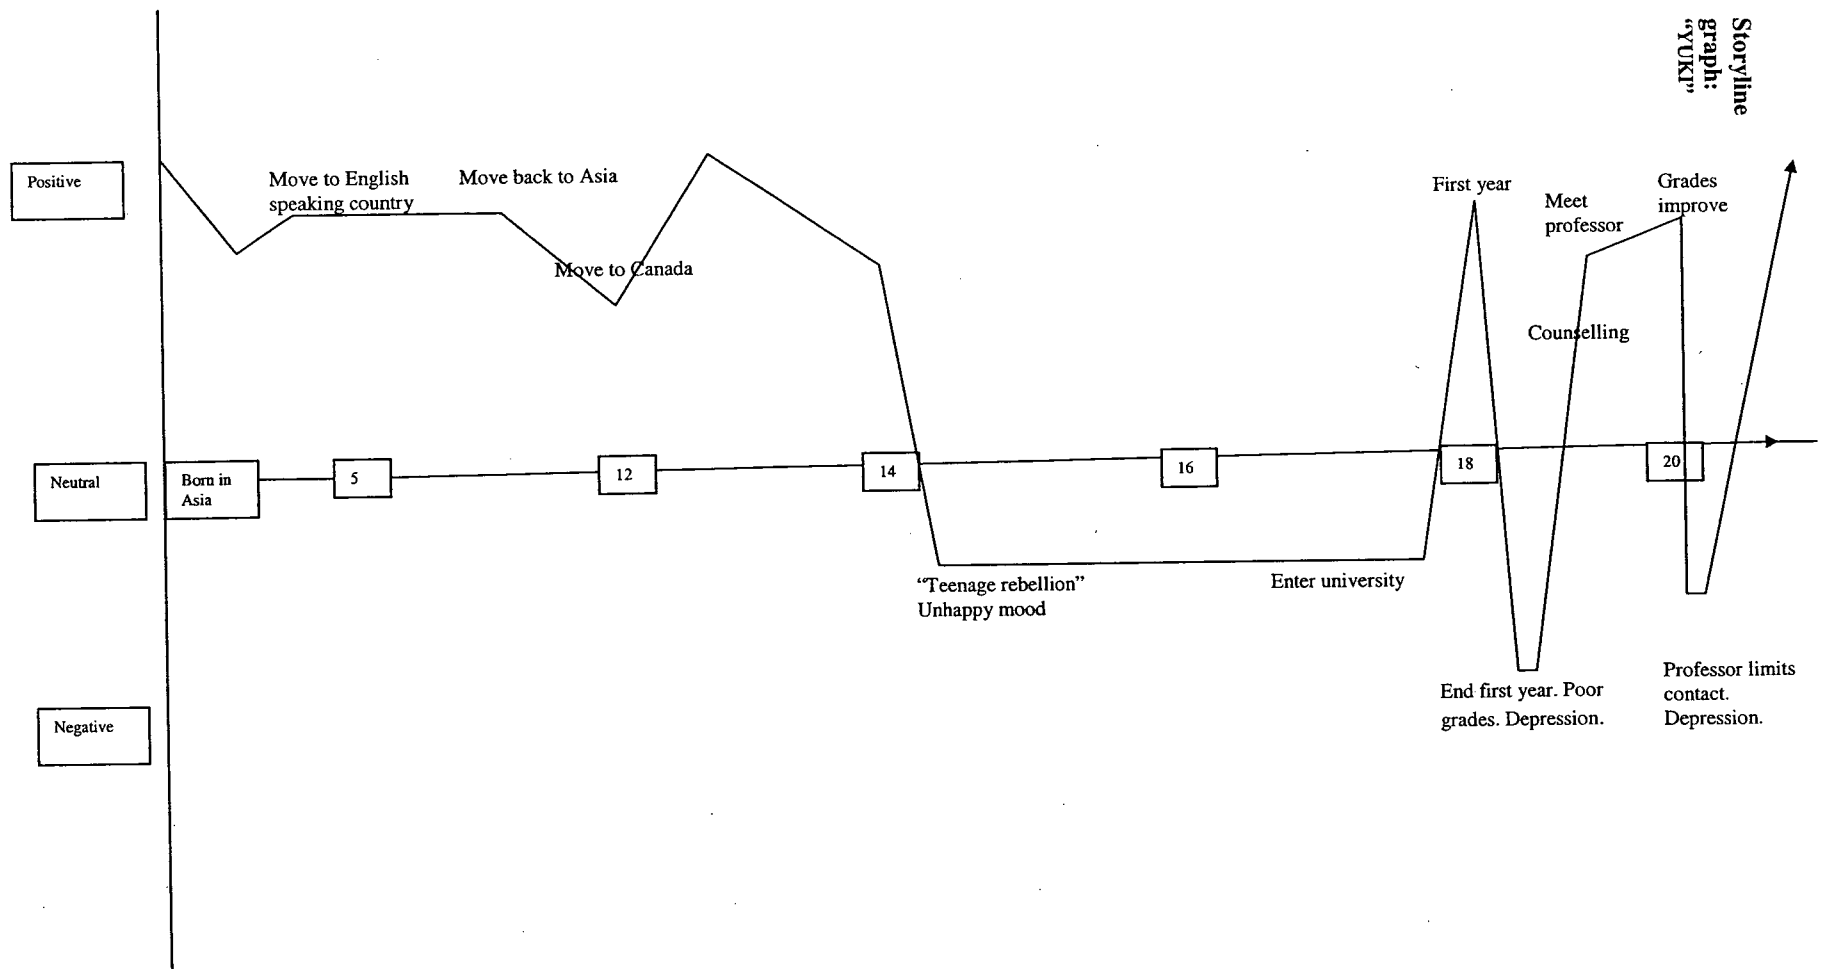 Storyline
graph:
“YUKI”
Positive
Move to English
speaking country
Move back to Asia
Move to Canada
First year
Meet
professor
Grades
improve
Counselling
Neutral
Born in
Asia
5
12
14
16
18
20
“Teenage rebellion”
Unhappy mood
Enter university
End first year. Poor
grades. Depression.
Professor limits
contact.
Depression.
Negative